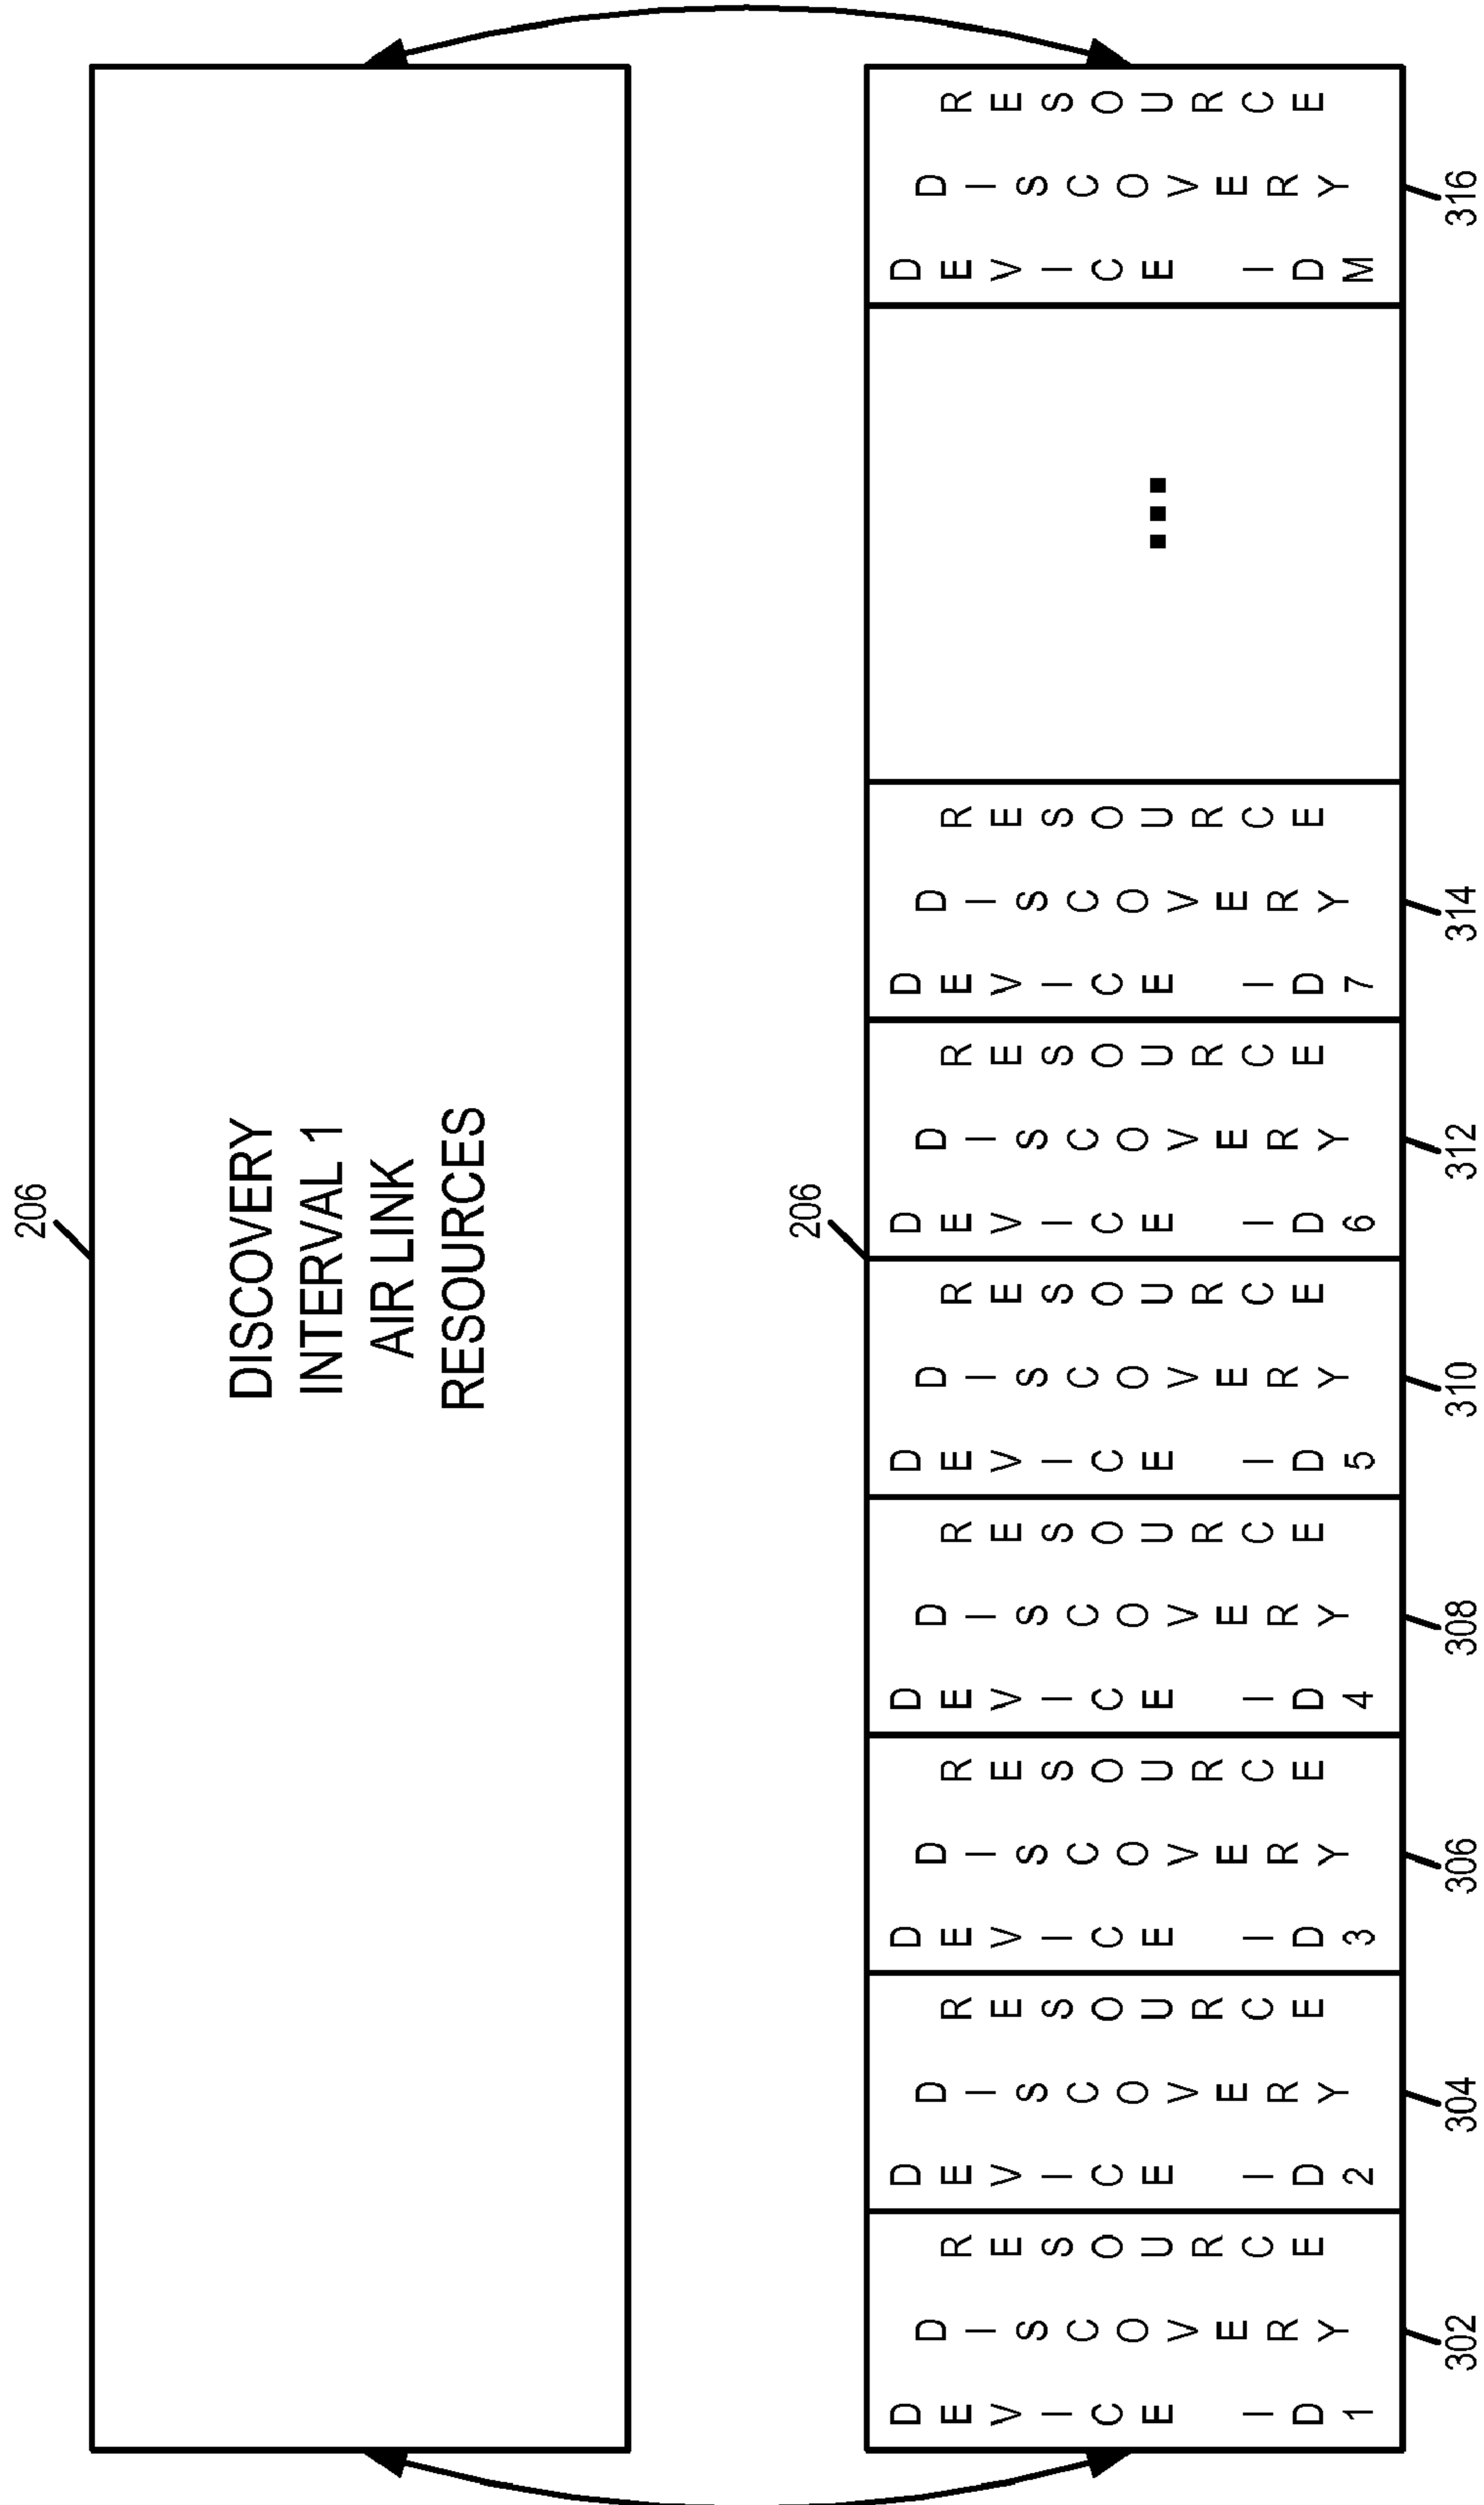 206
DISCOVERY
INTERVAL 1
AIR LINK
RESOURCES
206
DEVICE ID 1
DISCOVERY
RESOURCE
DEVICE ID 2
DISCOVERY
RESOURCE
DEVICE ID 3
DISCOVERY
RESOURCE
DEVICE ID 4
DISCOVERY
RESOURCE
DEVICE ID 5
DISCOVERY
RESOURCE
DEVICE ID 6
DISCOVERY
RESOURCE
DEVICE ID 7
DISCOVERY
RESOURCE
...
DEVICE ID M
DISCOVERY
RESOURCE
302
304
306
308
310
312
314
316